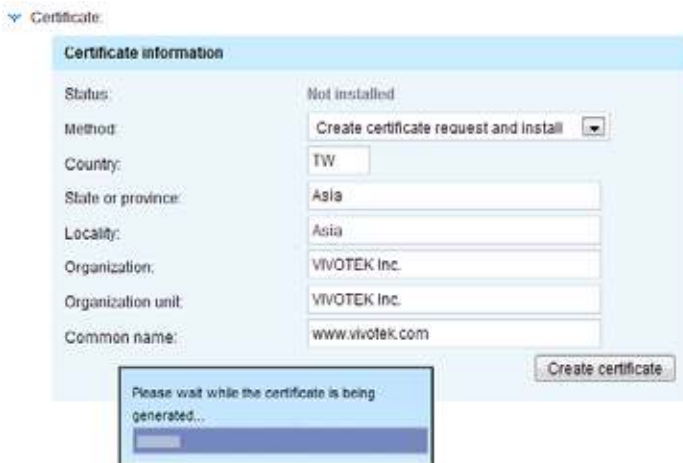 Certificate:
Certificate information
Status: Not installed
Method: Create certificate request and install
Country: TW
State or province: Asia
Locality: Asia
Organization: VIVOTEK Inc.
Organization unit: VIVOTEK Inc.
Common name: www.vivotek.com
Create certificate
Please wait while the certificate is being
generated...